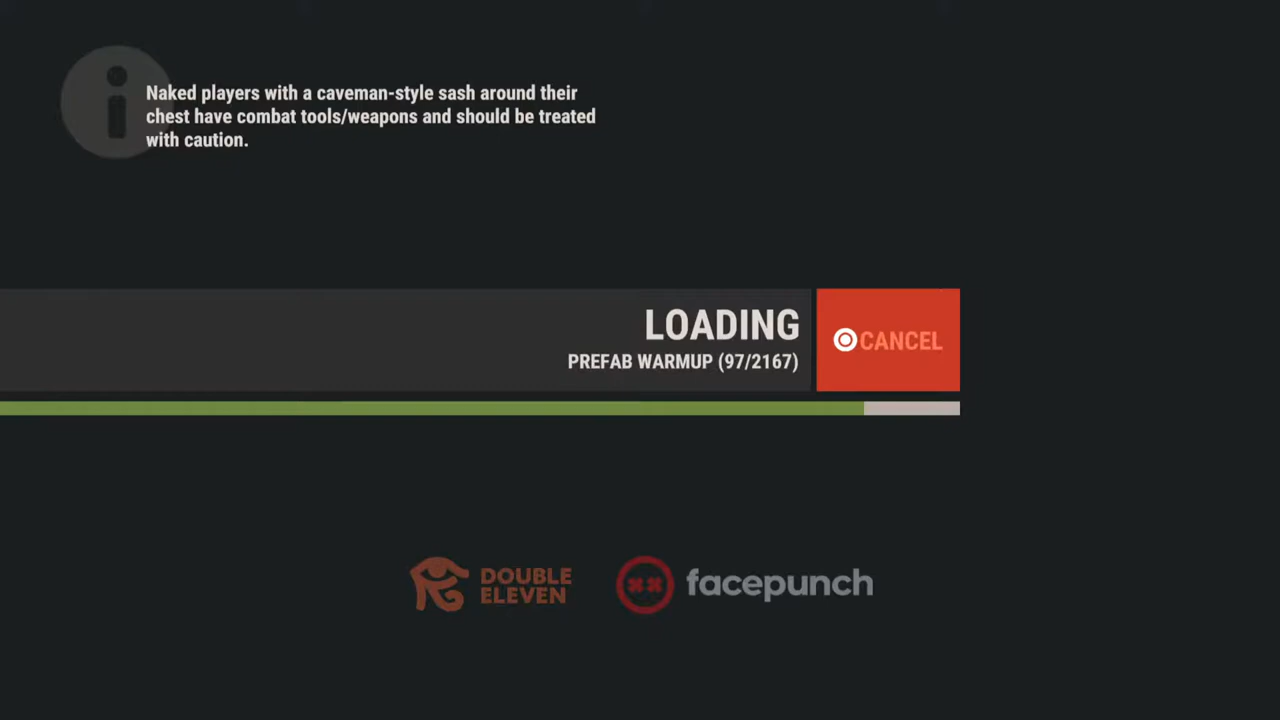 Naked players with a caveman-style sash around their
chest have combat tools/weapons and should be treated
with caution.
LOADING
PREFAB WARMUP (97/2167)
CANCEL
DOUBLE
ELEVEN
facepunch